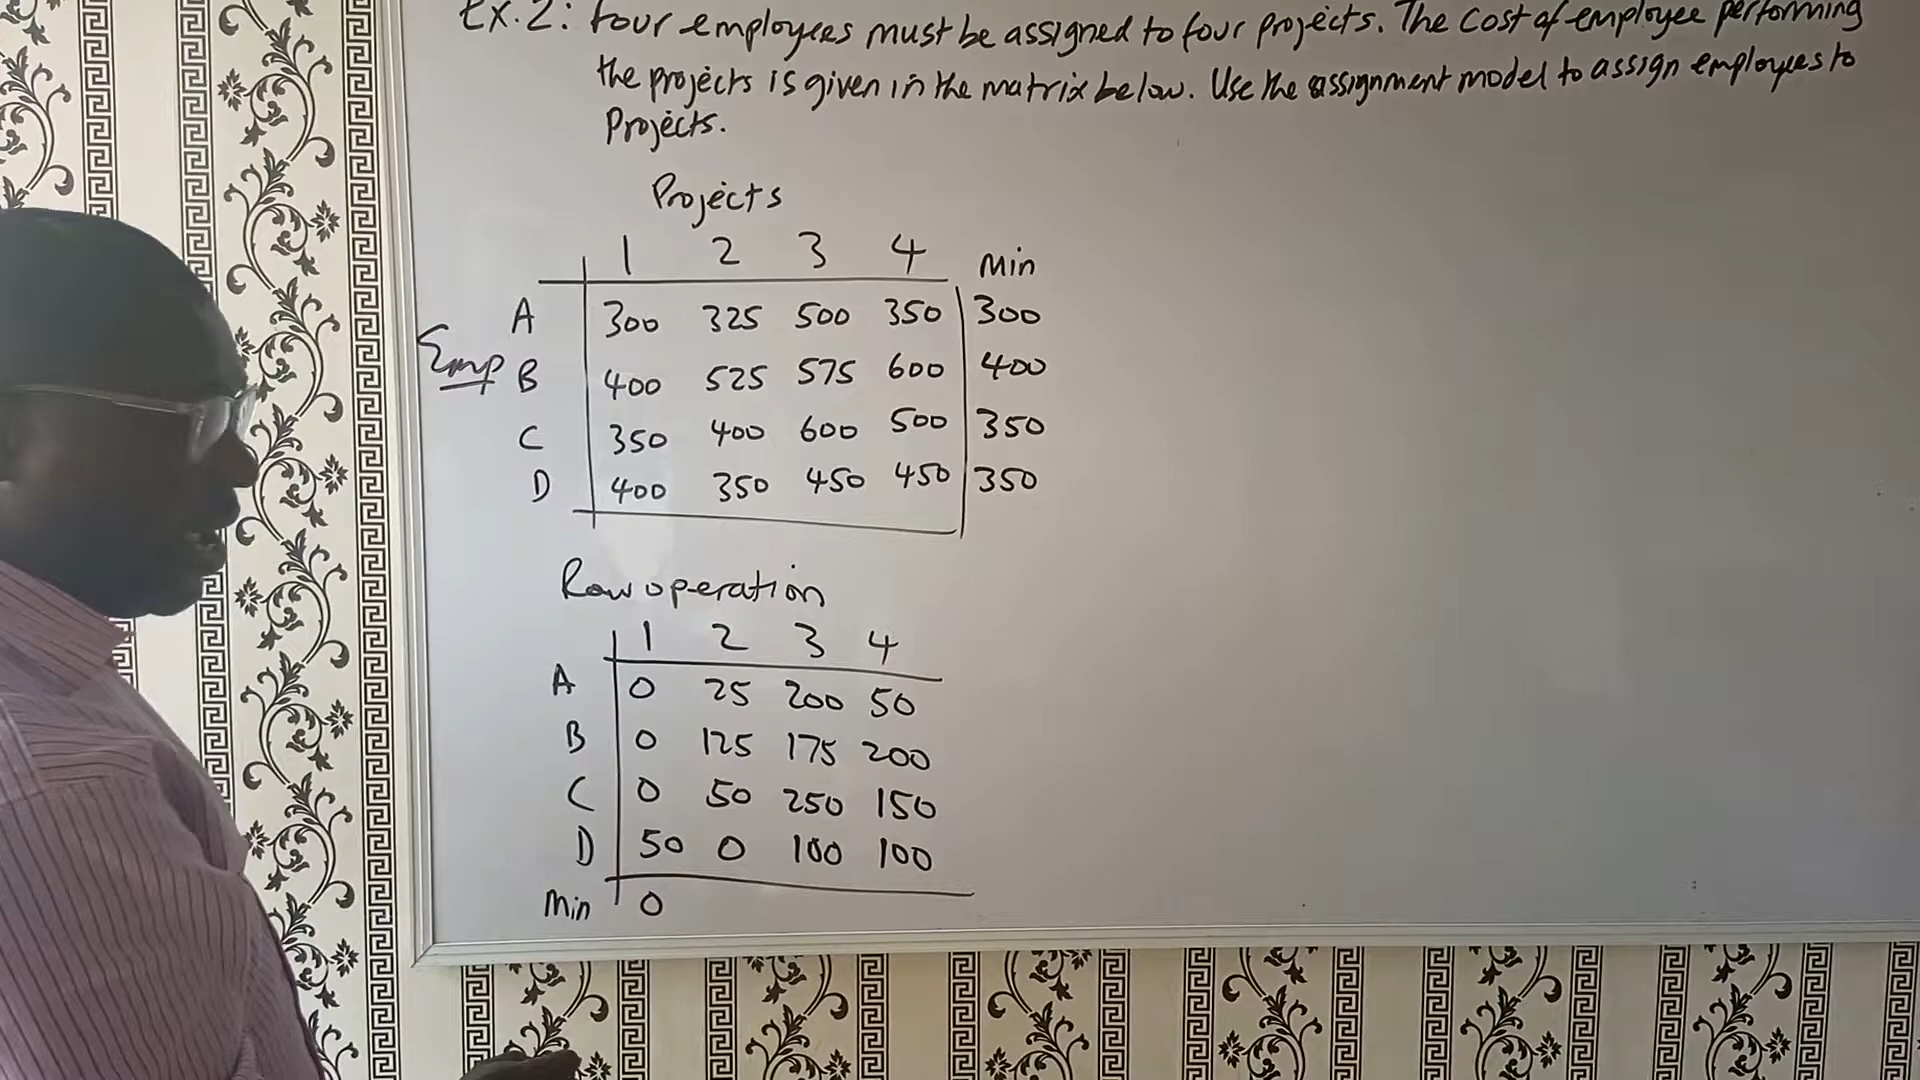 Ex.2: Four employees must be assigned to four projects. The cost of employee performing
the projects is given in the matrix below. Use the assignment model to assign employees to
Projects.
Projects
1 2 3 4 Min
A 300 325 500 350 300
Emp B 400 525 575 600 400
C 350 400 600 500 350
D 400 350 450 450 350
Row operation
1 2 3 4
A 0 25 200 50
B 0 125 175 200
C 0 50 250 150
D 50 0 100 100
Min 0